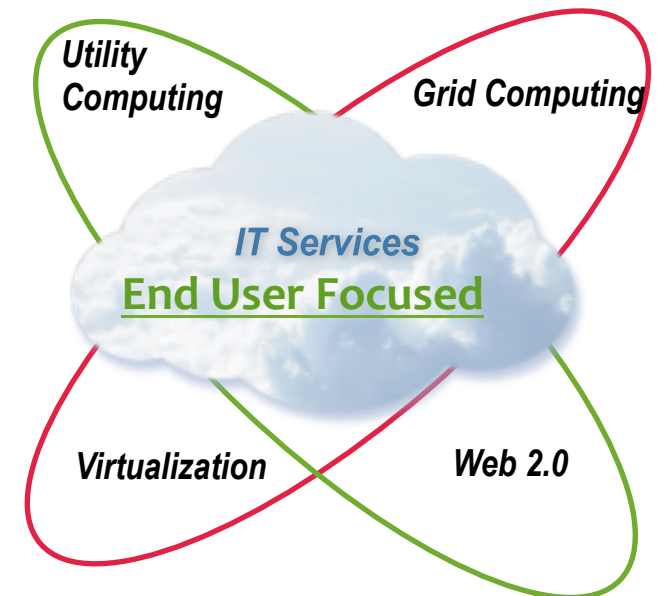 Utility
Computing
Grid Computing
IT Services
End User Focused
Virtualization
Web 2.0